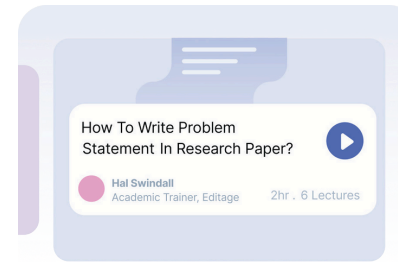 How To Write Problem
Statement In Research Paper?
Hal Swindall
Academic Trainer, Editage
2hr . 6 Lectures